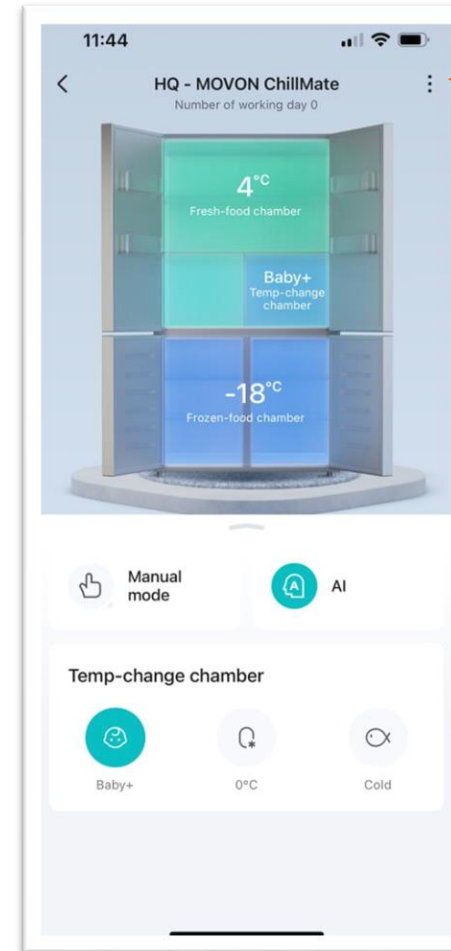 11:44
HQ - MOVON ChillMate
Number of working day 0
4°C
Fresh-food chamber
Baby+
Temp-change
chamber
-18°C
Frozen-food chamber
Manual
mode
A
AI
Temp-change chamber
Baby+
0°C
Cold